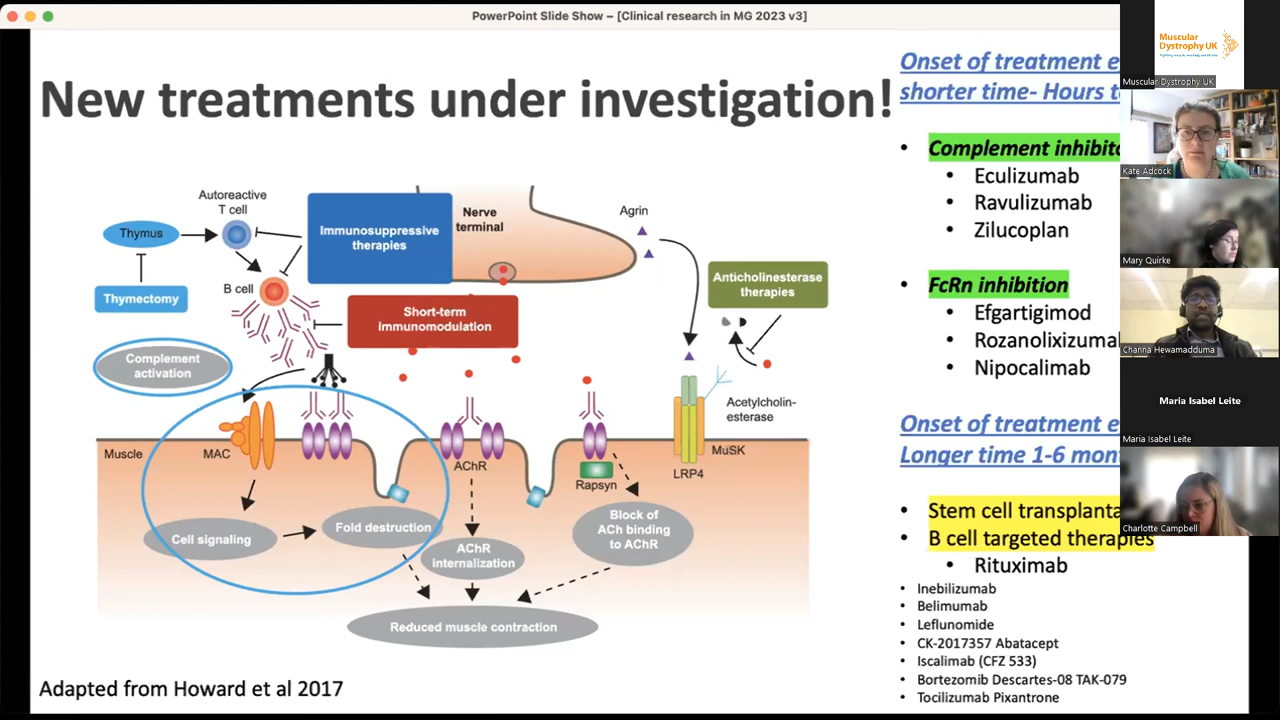 PowerPoint Slide Show – [Clinical research in MG 2023 v3]
New treatments under investigation!
Autoreactive
T cell
Thymus
B cell
Thymectomy
Immunosuppressive
therapies
Nerve
terminal
Agrin
Short-term
immunomodulation
Anticholinesterase
therapies
Complement
activation
Acetylcholin-
esterase
Muscle
MAC
AChR
Rapsyn
LRP4
MuSK
Cell signaling
Fold destruction
AChR
internalization
Block of
ACh binding
to AChR
Reduced muscle contraction
Adapted from Howard et al 2017
Onset of treatment
shorter time- Hours
Complement
Eculizumab
Ravulizumab
Zilucoplan
FcRn inhibition
Efgartigimod
Rozanolixizuma
Nipocalimab
Onset of treatment
Longer time 1-6
Stem cell
B cell targeted therapies
Rituximab
Inebilizumab
Belimumab
Leflunomide
CK-2017357 Abatacept
Iscalimab (CFZ 533)
Bortezomib Descartes-08 TAK-079
Tocilizumab Pixantrone
Muscular
Dystrophy UK
Muscular Dystrophy UK
Kate Adcock
Mary Quirke
Channa Hewamadduma
Maria Isabel Leite
Maria Isabel Leite
Charlotte Campbell